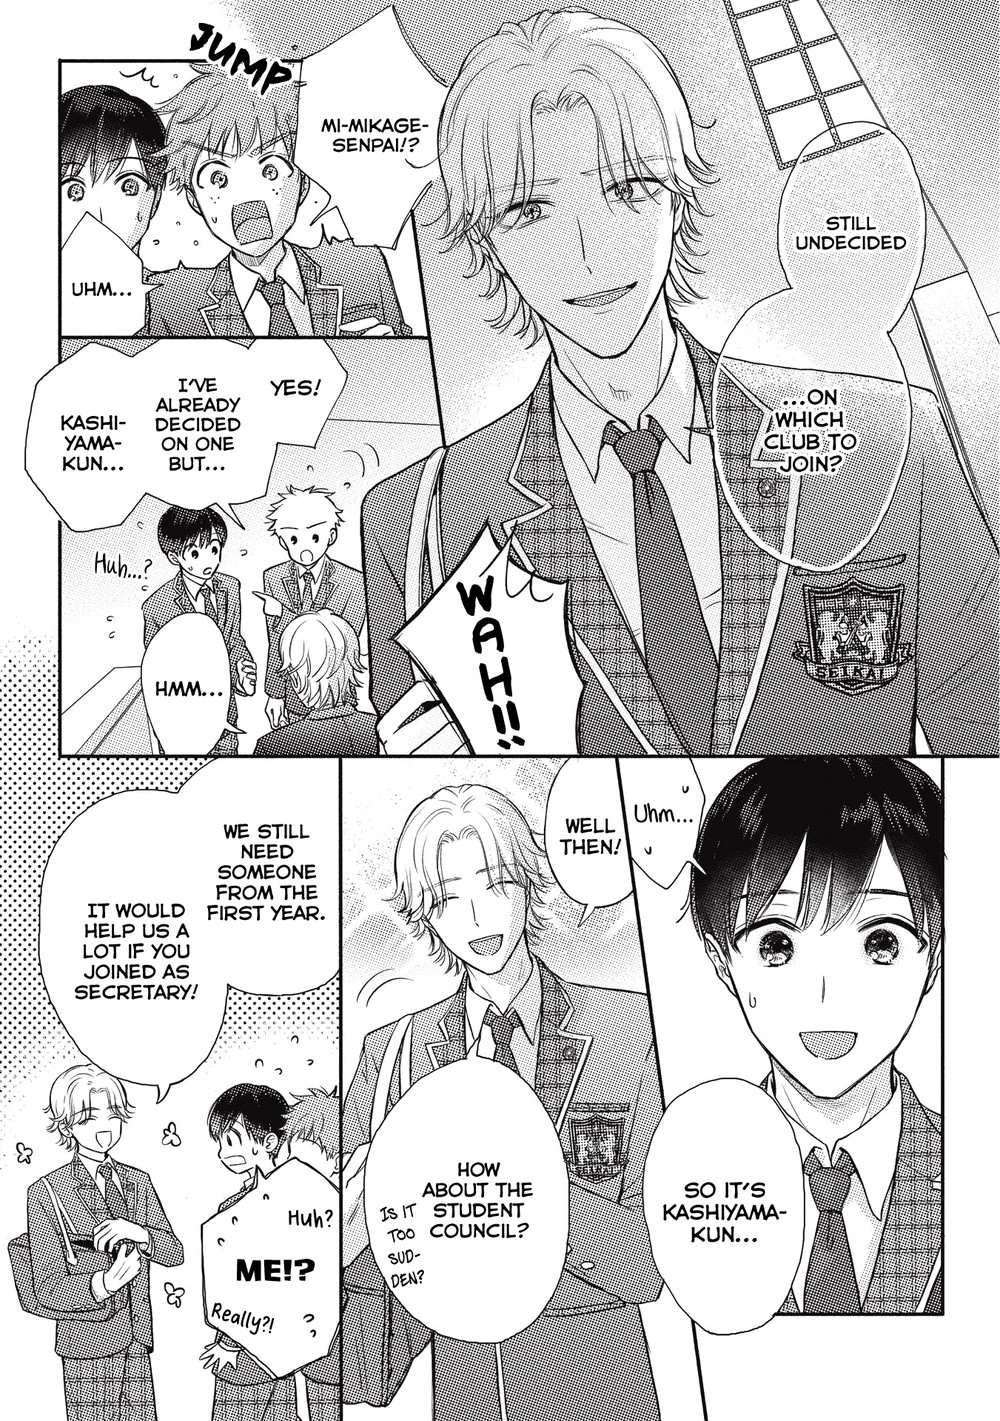 STILL
UNDECIDED
...ON
WHICH
CLUB TO
JOIN?
SEIKAI
WAH!!
JUMP
MI-MIKAGE-
SENPAI!?
UHM...
YES!
I'VE
ALREADY
DECIDED
ON ONE
BUT...
KASHI-
YAMA-
KUN...
Huh...?
HMM...
Uhm...
SO IT'S
KASHIYAMA-
KUN...
WELL
THEN!
HOW
ABOUT THE
STUDENT
COUNCIL?
IS IT
TOO
SUD-
DEN?
SEIKAI
WE STILL
NEED
SOMEONE
FROM THE
FIRST YEAR.
IT WOULD
HELP US A
LOT IF YOU
JOINED AS
SECRETARY!
Huh?
ME!?
Really?!